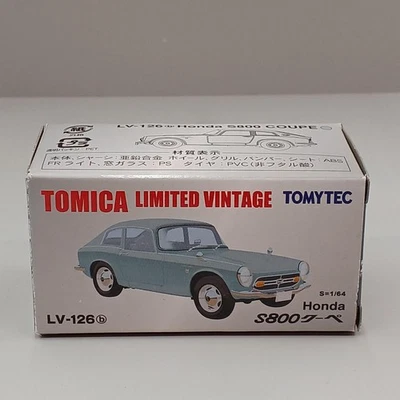 LV-126ⓑ Honda S800 COUPE
材質表示
本体、シャーシ:亜鉛合金 ホイール、グリル、バンパー、シート:ABS
FRライト、窓ガラス:PS タイヤ:PVC(非フタル酸)
TOMICA LIMITED VINTAGE TOMYTEC
S=1/64
Honda
LV-126ⓑ S800クーペ